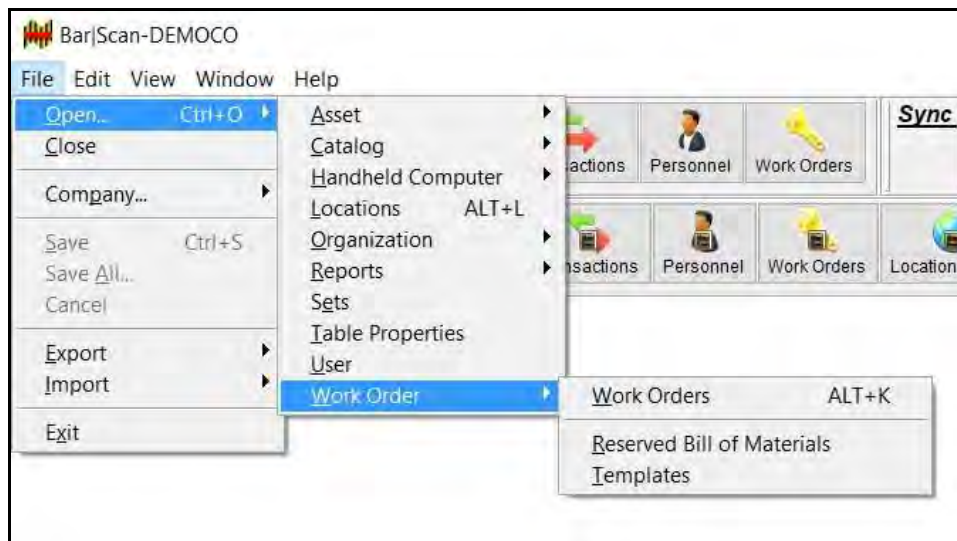 Bar|Scan-DEMOCO
File Edit View Window Help
Open... Ctrl+O
Close
Company...
Save Ctrl+S
Save All...
Cancel
Export
Import
Exit
Asset
Catalog
Handheld Computer
Locations ALT+L
Organization
Reports
Sets
Table Properties
User
Work Order
Work Orders ALT+K
Reserved Bill of Materials
Templates
actions Personnel Work Orders
Sync
nsactions Personnel Work Orders Location